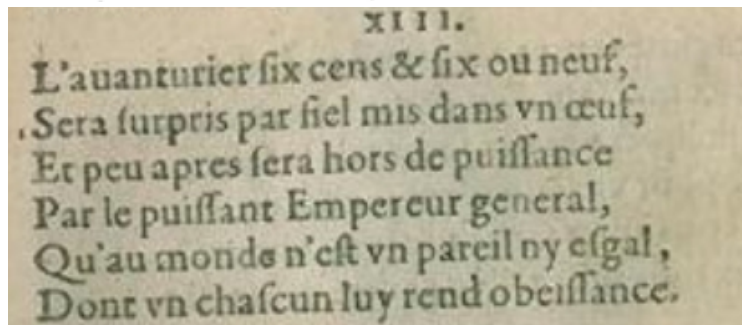 XIII.
L'auanturier ſix cens & ſix ou neuf,
Sera ſurpris par fiel mis dans vn œuf,
Et peu apres ſera hors de puiſſance
Par le puiſſant Empereur general,
Qu'au monde n'eſt vn pareil ny eſgal,
Dont vn chaſcun luy rend obeiſſance.